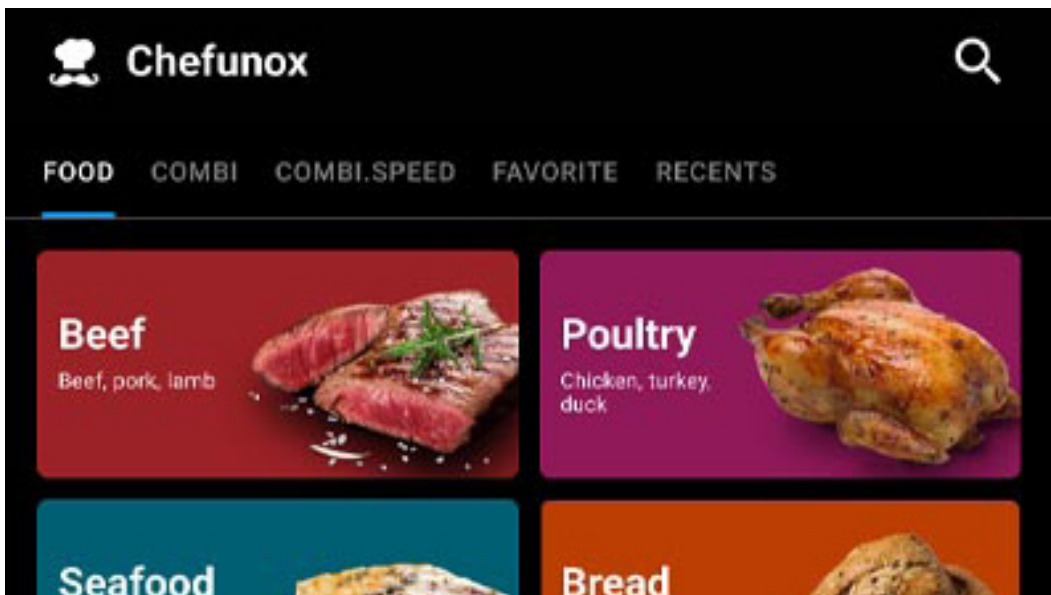 Chefunox
FOOD COMBI COMBI.SPEED FAVORITE RECENTS
Beef
Beef, pork, lamb
Poultry
Chicken, turkey,
duck
Seafood
Bread